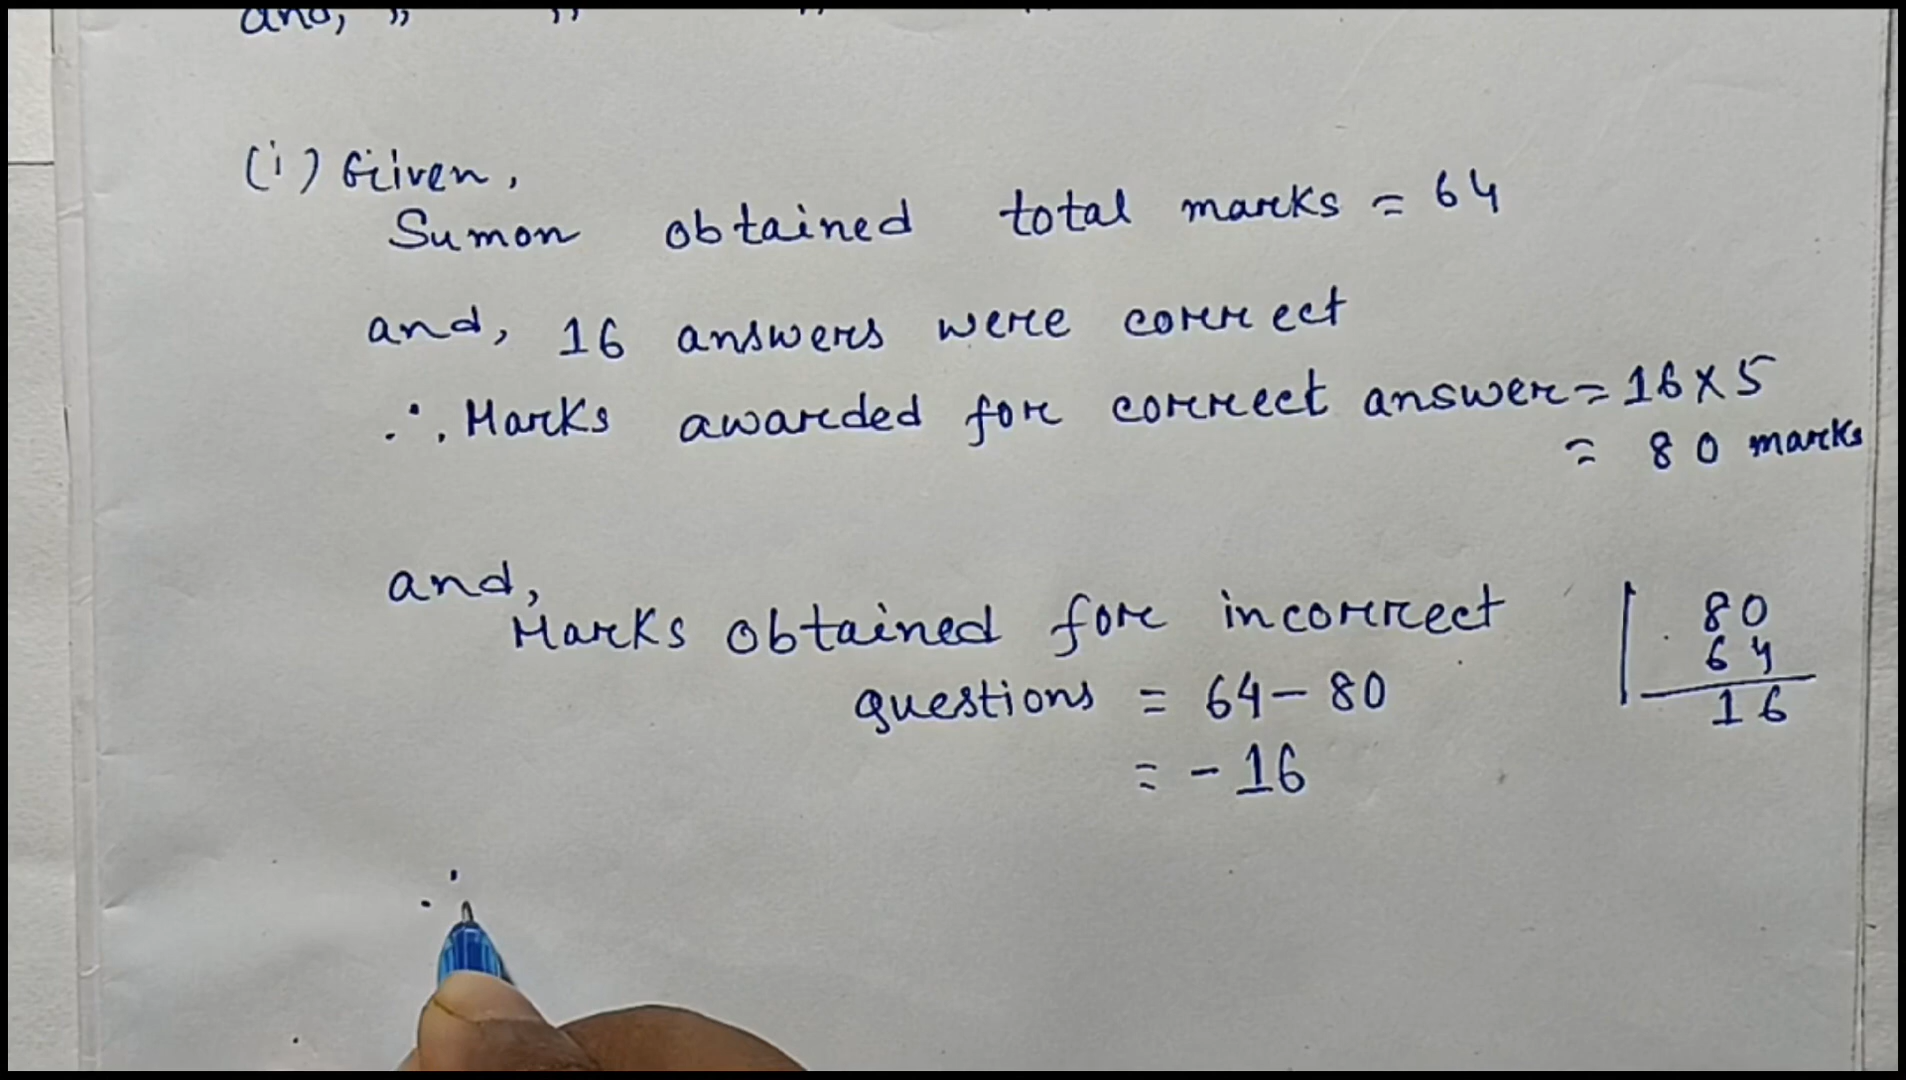 and, ,, ,, ,,
(i) Given,
Sumon obtained total marks = 64
and, 16 answers were correct
∴ Marks awarded for correct answer = 16 × 5
= 80 marks
and,
Marks obtained for incorrect
questions = 64 - 80
= - 16
80
64
16